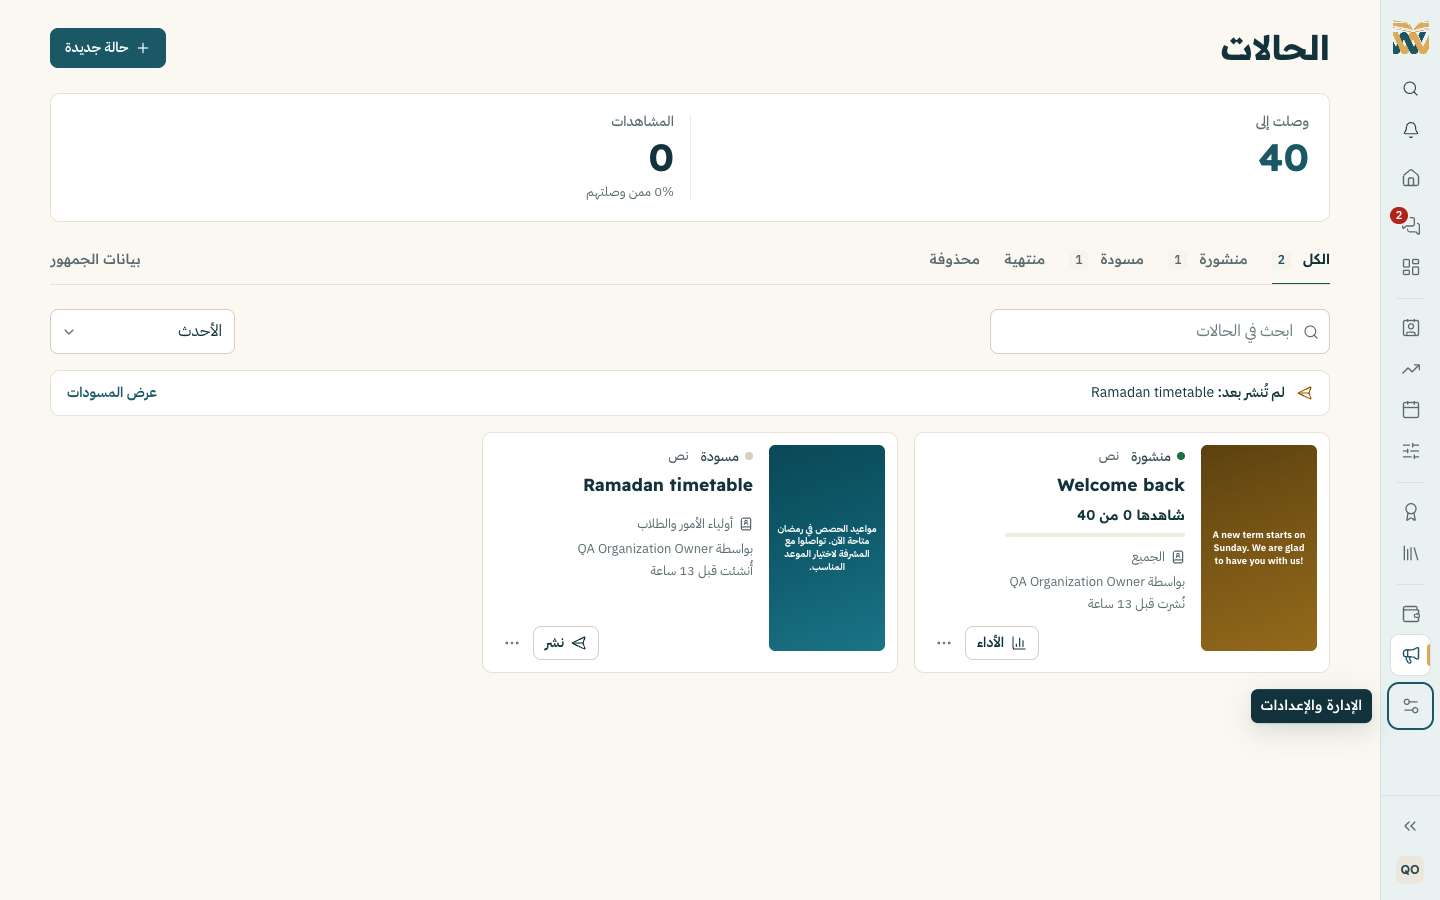 الحالات
حالة جديدة
وصلت إلى
40
المشاهدات
0
0% ممن وصلتهم
الكل 2
منشورة 1
مسودة 1
منتهية
محذوفة
بيانات الجمهور
ابحث في الحالات
الأحدث
لم تُنشر بعد: Ramadan timetable
عرض المسودات
A new term starts on
Sunday. We are glad
to have you with us!
منشورة نص
Welcome back
شاهدها 0 من 40
الجميع
بواسطة QA Organization Owner
نُشرت قبل 13 ساعة
الأداء
مواعيد الحصص في رمضان
متاحة الآن. تواصلوا مع
المشرفة لاختيار الموعد
المناسب.
مسودة نص
Ramadan timetable
أولياء الأمور والطلاب
بواسطة QA Organization Owner
أُنشئت قبل 13 ساعة
نشر
2
الإدارة والإعدادات
QO